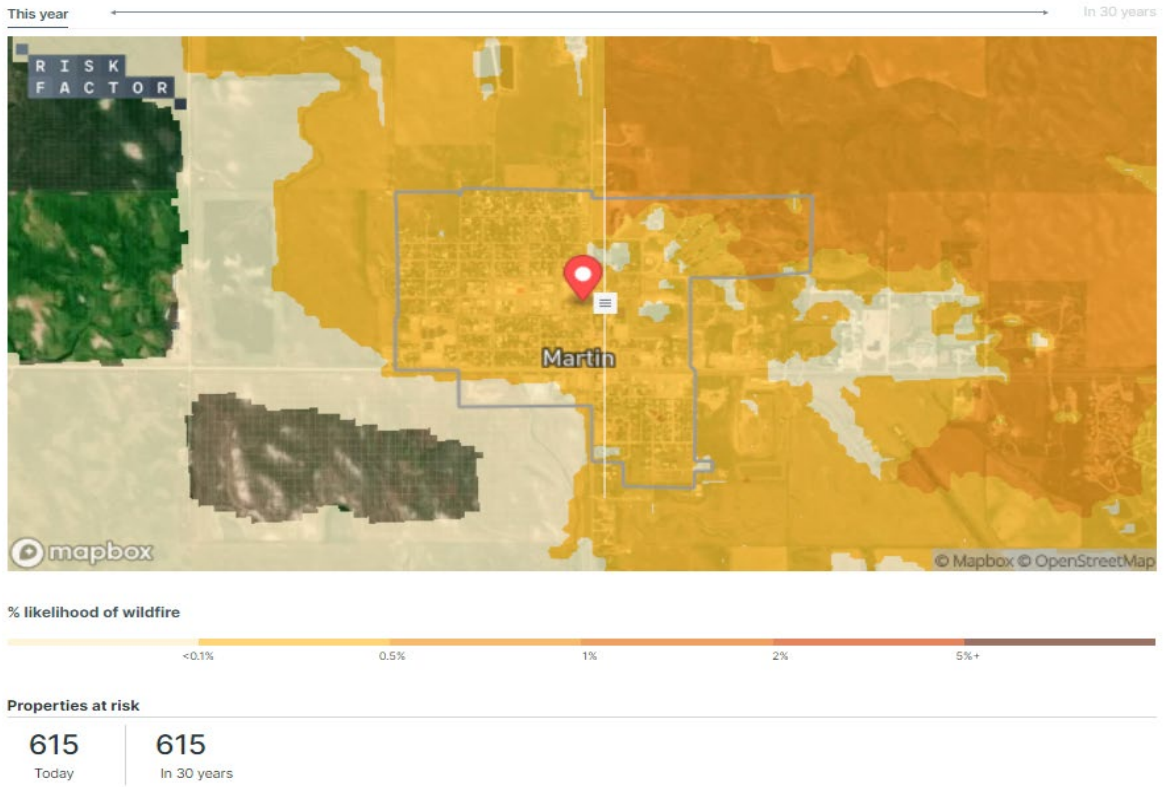 This year
In 30 years
RISK
FACTOR
Martin
mapbox
© Mapbox © OpenStreetMap
% likelihood of wildfire
<0.1% 0.5% 1% 2% 5%+
Properties at risk
615 615
Today In 30 years